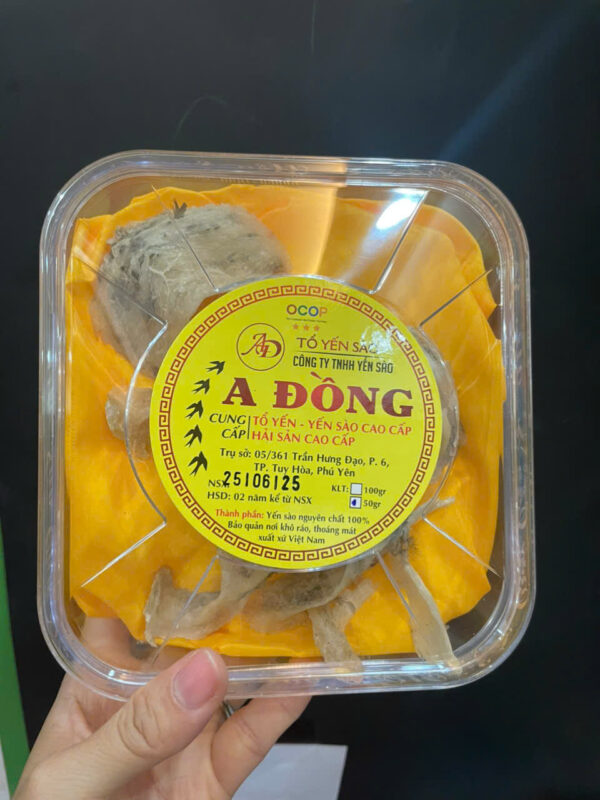 OCOP
AD
TỔ YẾN SÀO
CÔNG TY TNHH YẾN SÀO
A ĐÔNG
CUNG CẤP
TỔ YẾN - YẾN SÀO CAO CẤP
HẢI SẢN CAO CẤP
Trụ sở: 05/361 Trần Hưng Đạo, P. 6,
TP. Tuy Hòa, Phú Yên
NSX 25106125
KLT: 100gr
50gr
HSD: 02 năm kể từ NSX
Thành phần: Yến sào nguyên chất 100%
Bảo quản nơi khô ráo, thoáng mát
xuất xứ Việt Nam